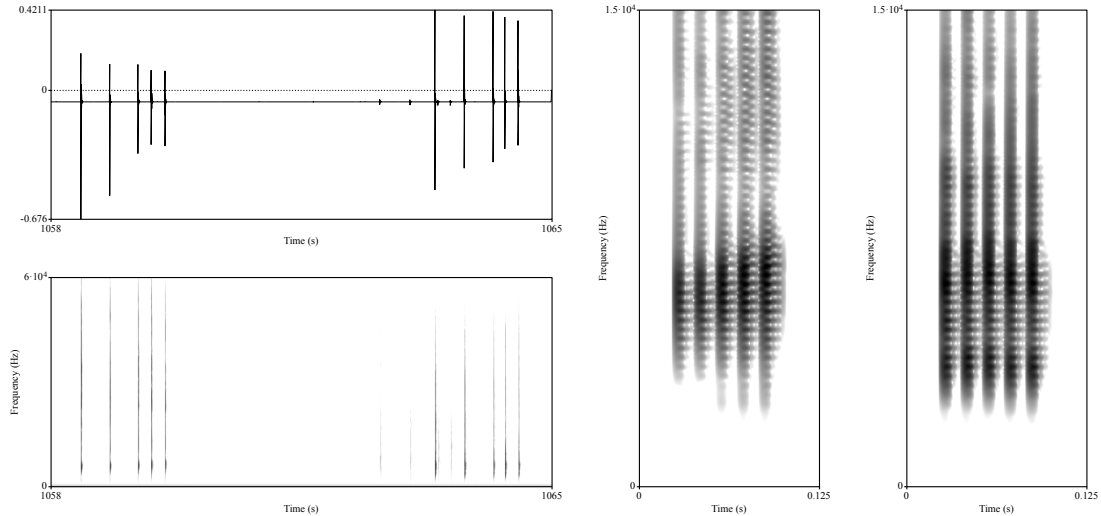 0.4211
0
-0.676
1058
1065
Time (s)
6·10⁴
Frequency (Hz)
0
1058
1065
Time (s)
1.5·10⁴
Frequency (Hz)
0
0
0.125
Time (s)
1.5·10⁴
Frequency (Hz)
0
0
0.125
Time (s)